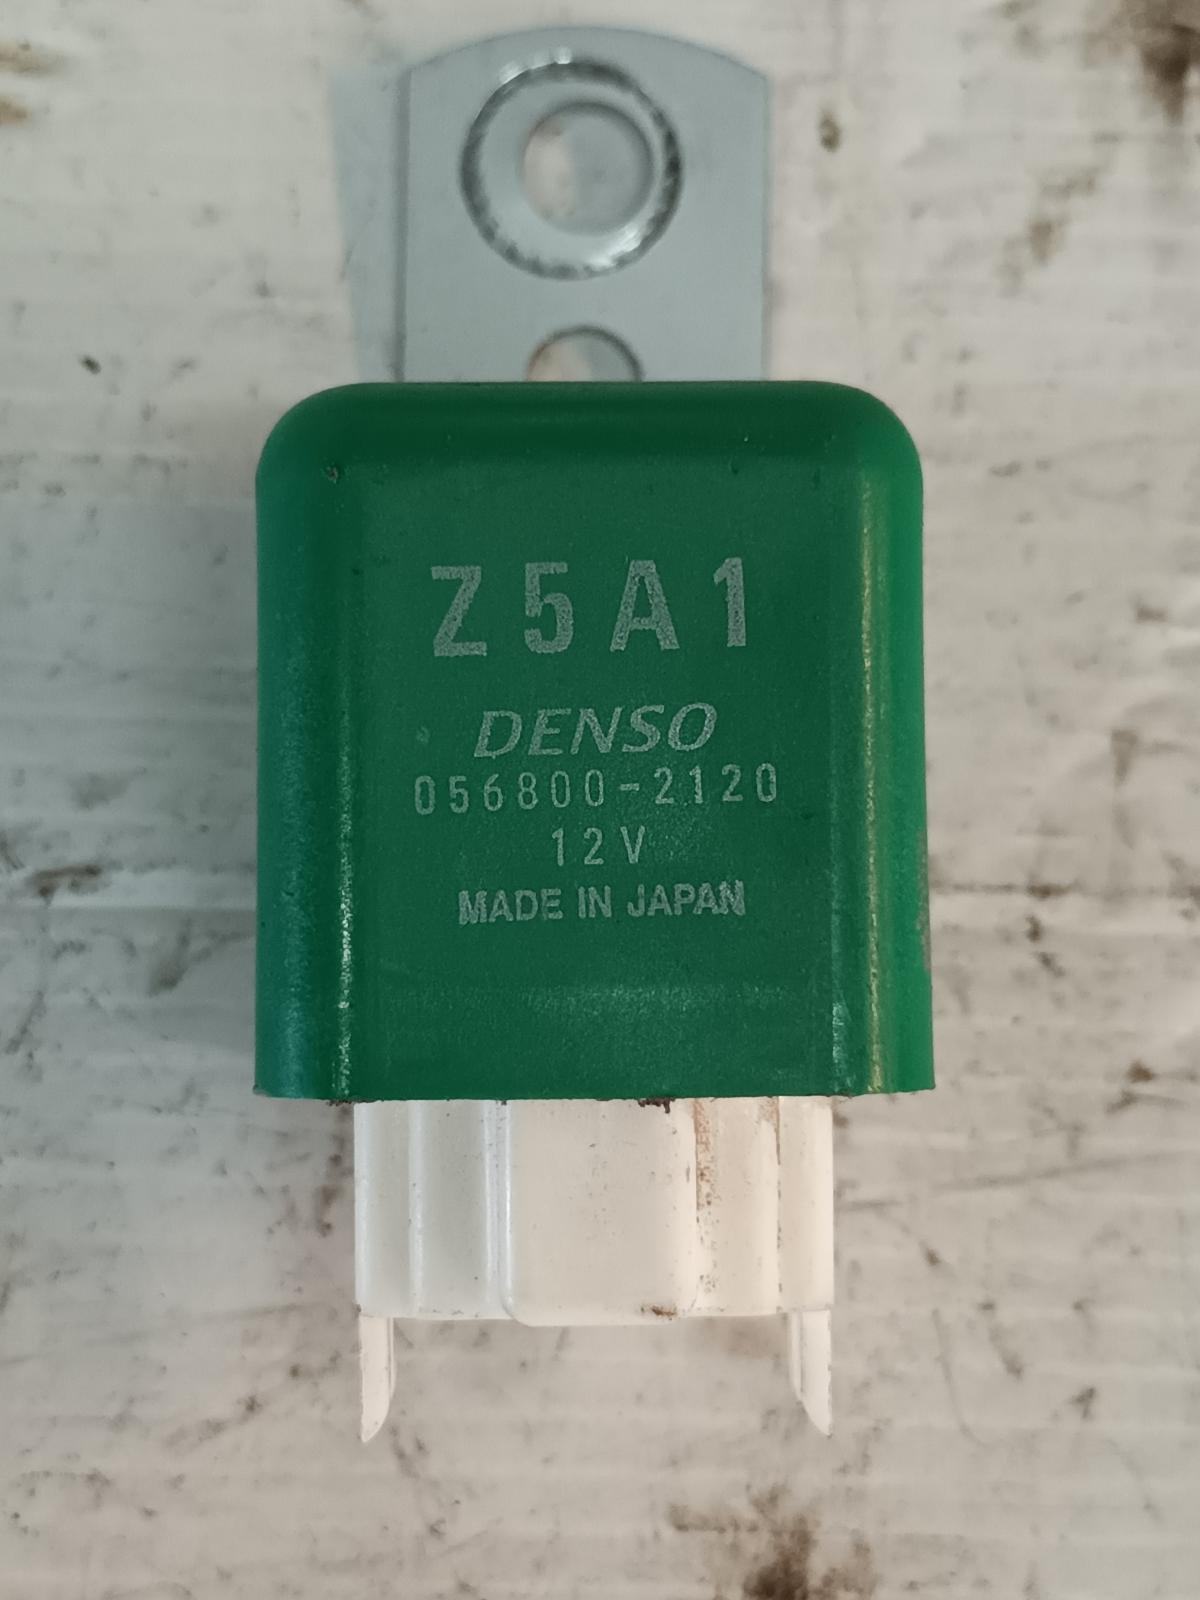 Z5A1
DENSO
056800-2120
12V
MADE IN JAPAN